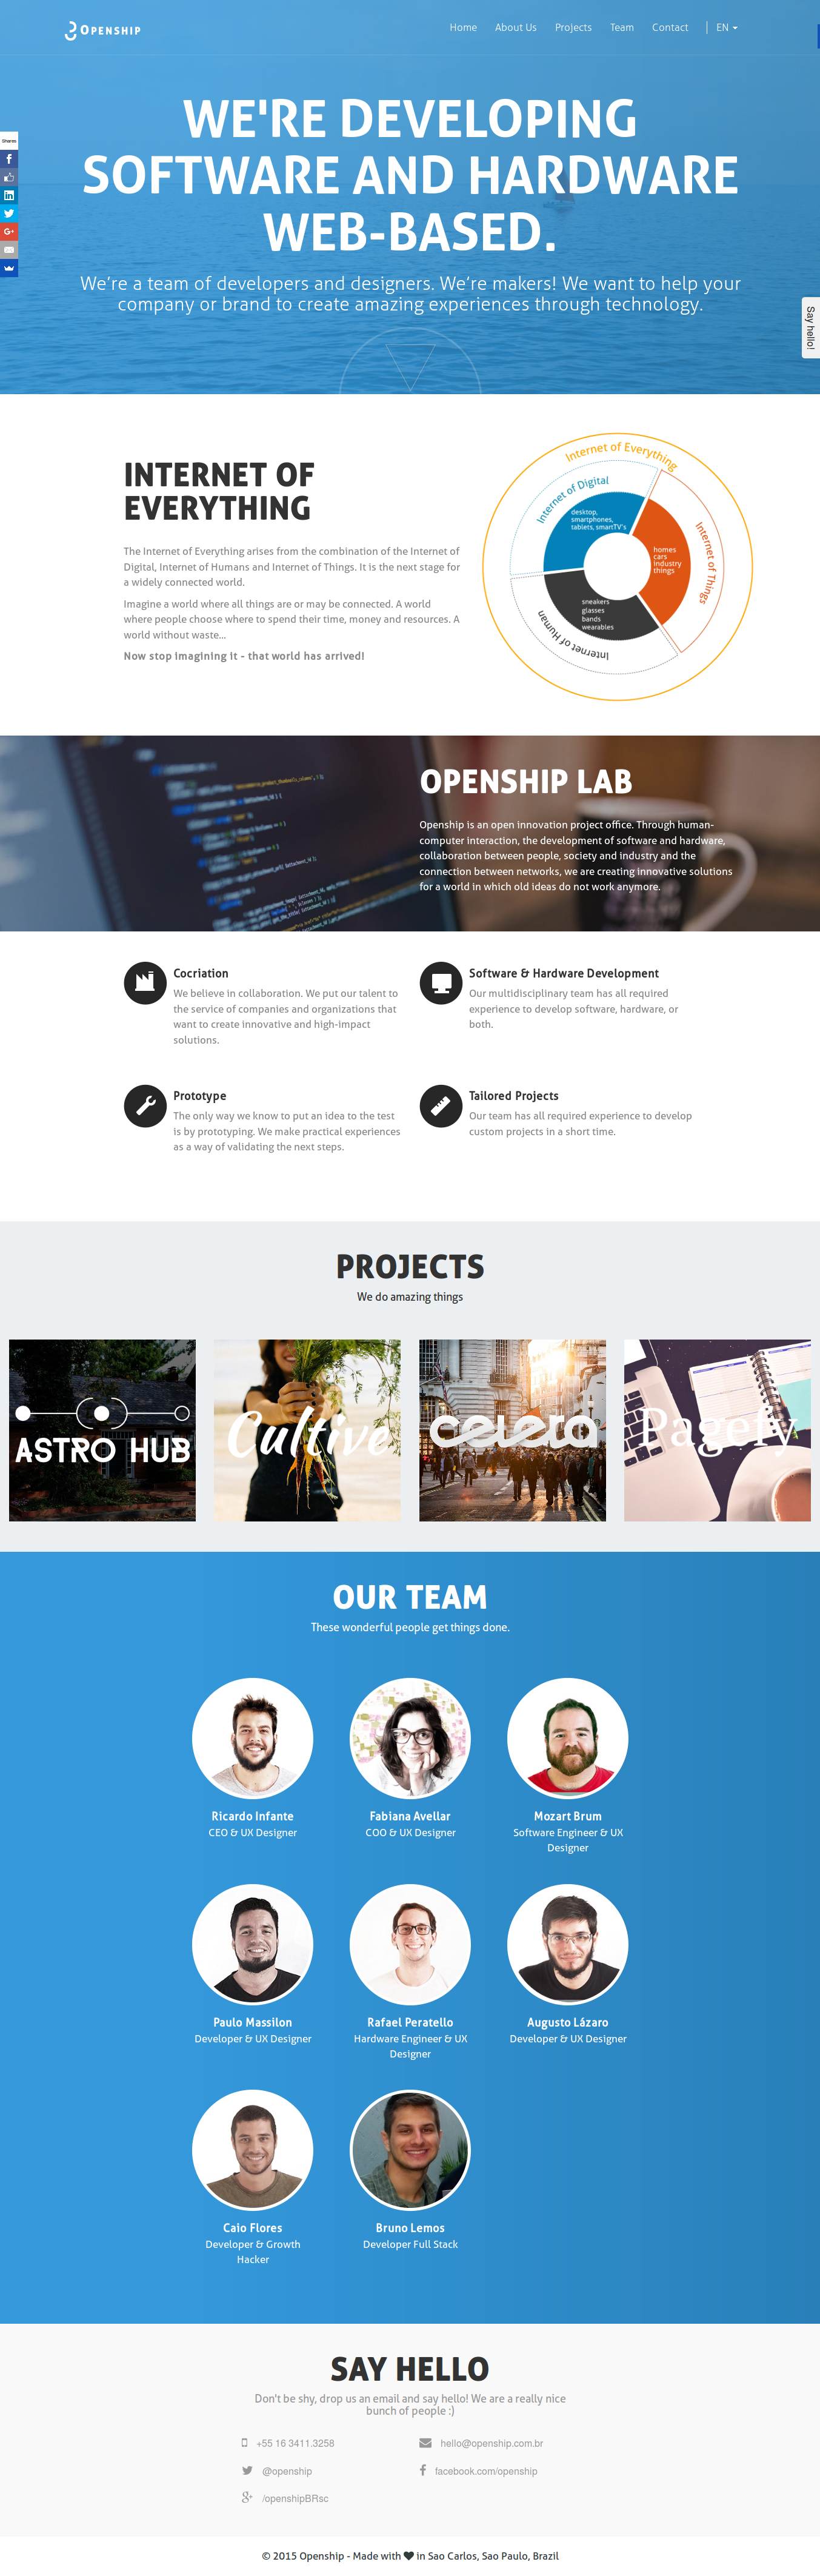 OPENSHIP
Home
About Us
Projects
Team
Contact
EN
WE'RE DEVELOPING
SOFTWARE AND HARDWARE
WEB-BASED.
We're a team of developers and designers. We're makers! We want to help your
company or brand to create amazing experiences through technology.
Shares
Say hello!
INTERNET OF
EVERYTHING
The Internet of Everything arises from the combination of the Internet of
Digital, Internet of Humans and Internet of Things. It is the next stage for
a widely connected world.
Imagine a world where all things are or may be connected. A world
where people choose where to spend their time, money and resources. A
world without waste...
Now stop imagining it - that world has arrived!
Internet of Everything
Internet of Digital
desktop,
smartphones,
tablets, smartTV's
Internet of Things
homes
cars
industry
things
sneakers
glasses
bands
wearables
Internet of Human
OPENSHIP LAB
Openship is an open innovation project office. Through human-
computer interaction, the development of software and hardware,
collaboration between people, society and industry and the
connection between networks, we are creating innovative solutions
for a world in which old ideas do not work anymore.
Cocriation
We believe in collaboration. We put our talent to
the service of companies and organizations that
want to create innovative and high-impact
solutions.
Software & Hardware Development
Our multidisciplinary team has all required
experience to develop software, hardware, or
both.
Prototype
The only way we know to put an idea to the test
is by prototyping. We make practical experiences
as a way of validating the next steps.
Tailored Projects
Our team has all required experience to develop
custom projects in a short time.
PROJECTS
We do amazing things
ASTRO HUB
Cultive
celeta
Pagefy
OUR TEAM
These wonderful people get things done.
Ricardo Infante
CEO & UX Designer
Fabiana Avellar
COO & UX Designer
Mozart Brum
Software Engineer & UX
Designer
Paulo Massilon
Developer & UX Designer
Rafael Peratello
Hardware Engineer & UX
Designer
Augusto Lázaro
Developer & UX Designer
Caio Flores
Developer & Growth
Hacker
Bruno Lemos
Developer Full Stack
SAY HELLO
Don't be shy, drop us an email and say hello! We are a really nice
bunch of people :)
+55 16 3411.3258
hello@openship.com.br
@openship
facebook.com/openship
/openshipBRsc
© 2015 Openship - Made with ♥ in Sao Carlos, Sao Paulo, Brazil